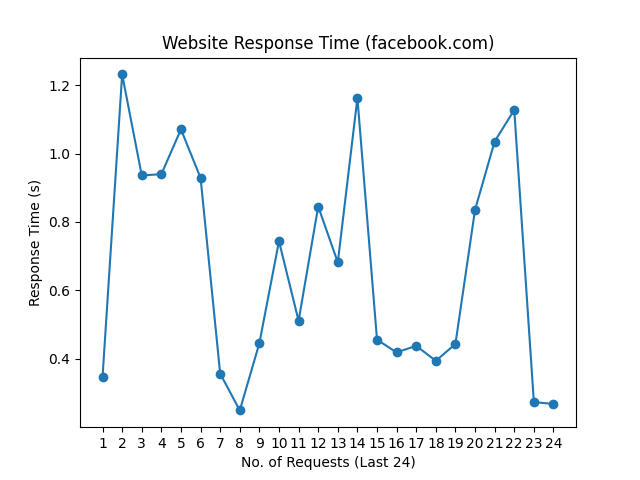 Website Response Time (facebook.com)
Response Time (s)
1.2
1.0
0.8
0.6
0.4
1 2 3 4 5 6 7 8 9 10 11 12 13 14 15 16 17 18 19 20 21 22 23 24
No. of Requests (Last 24)